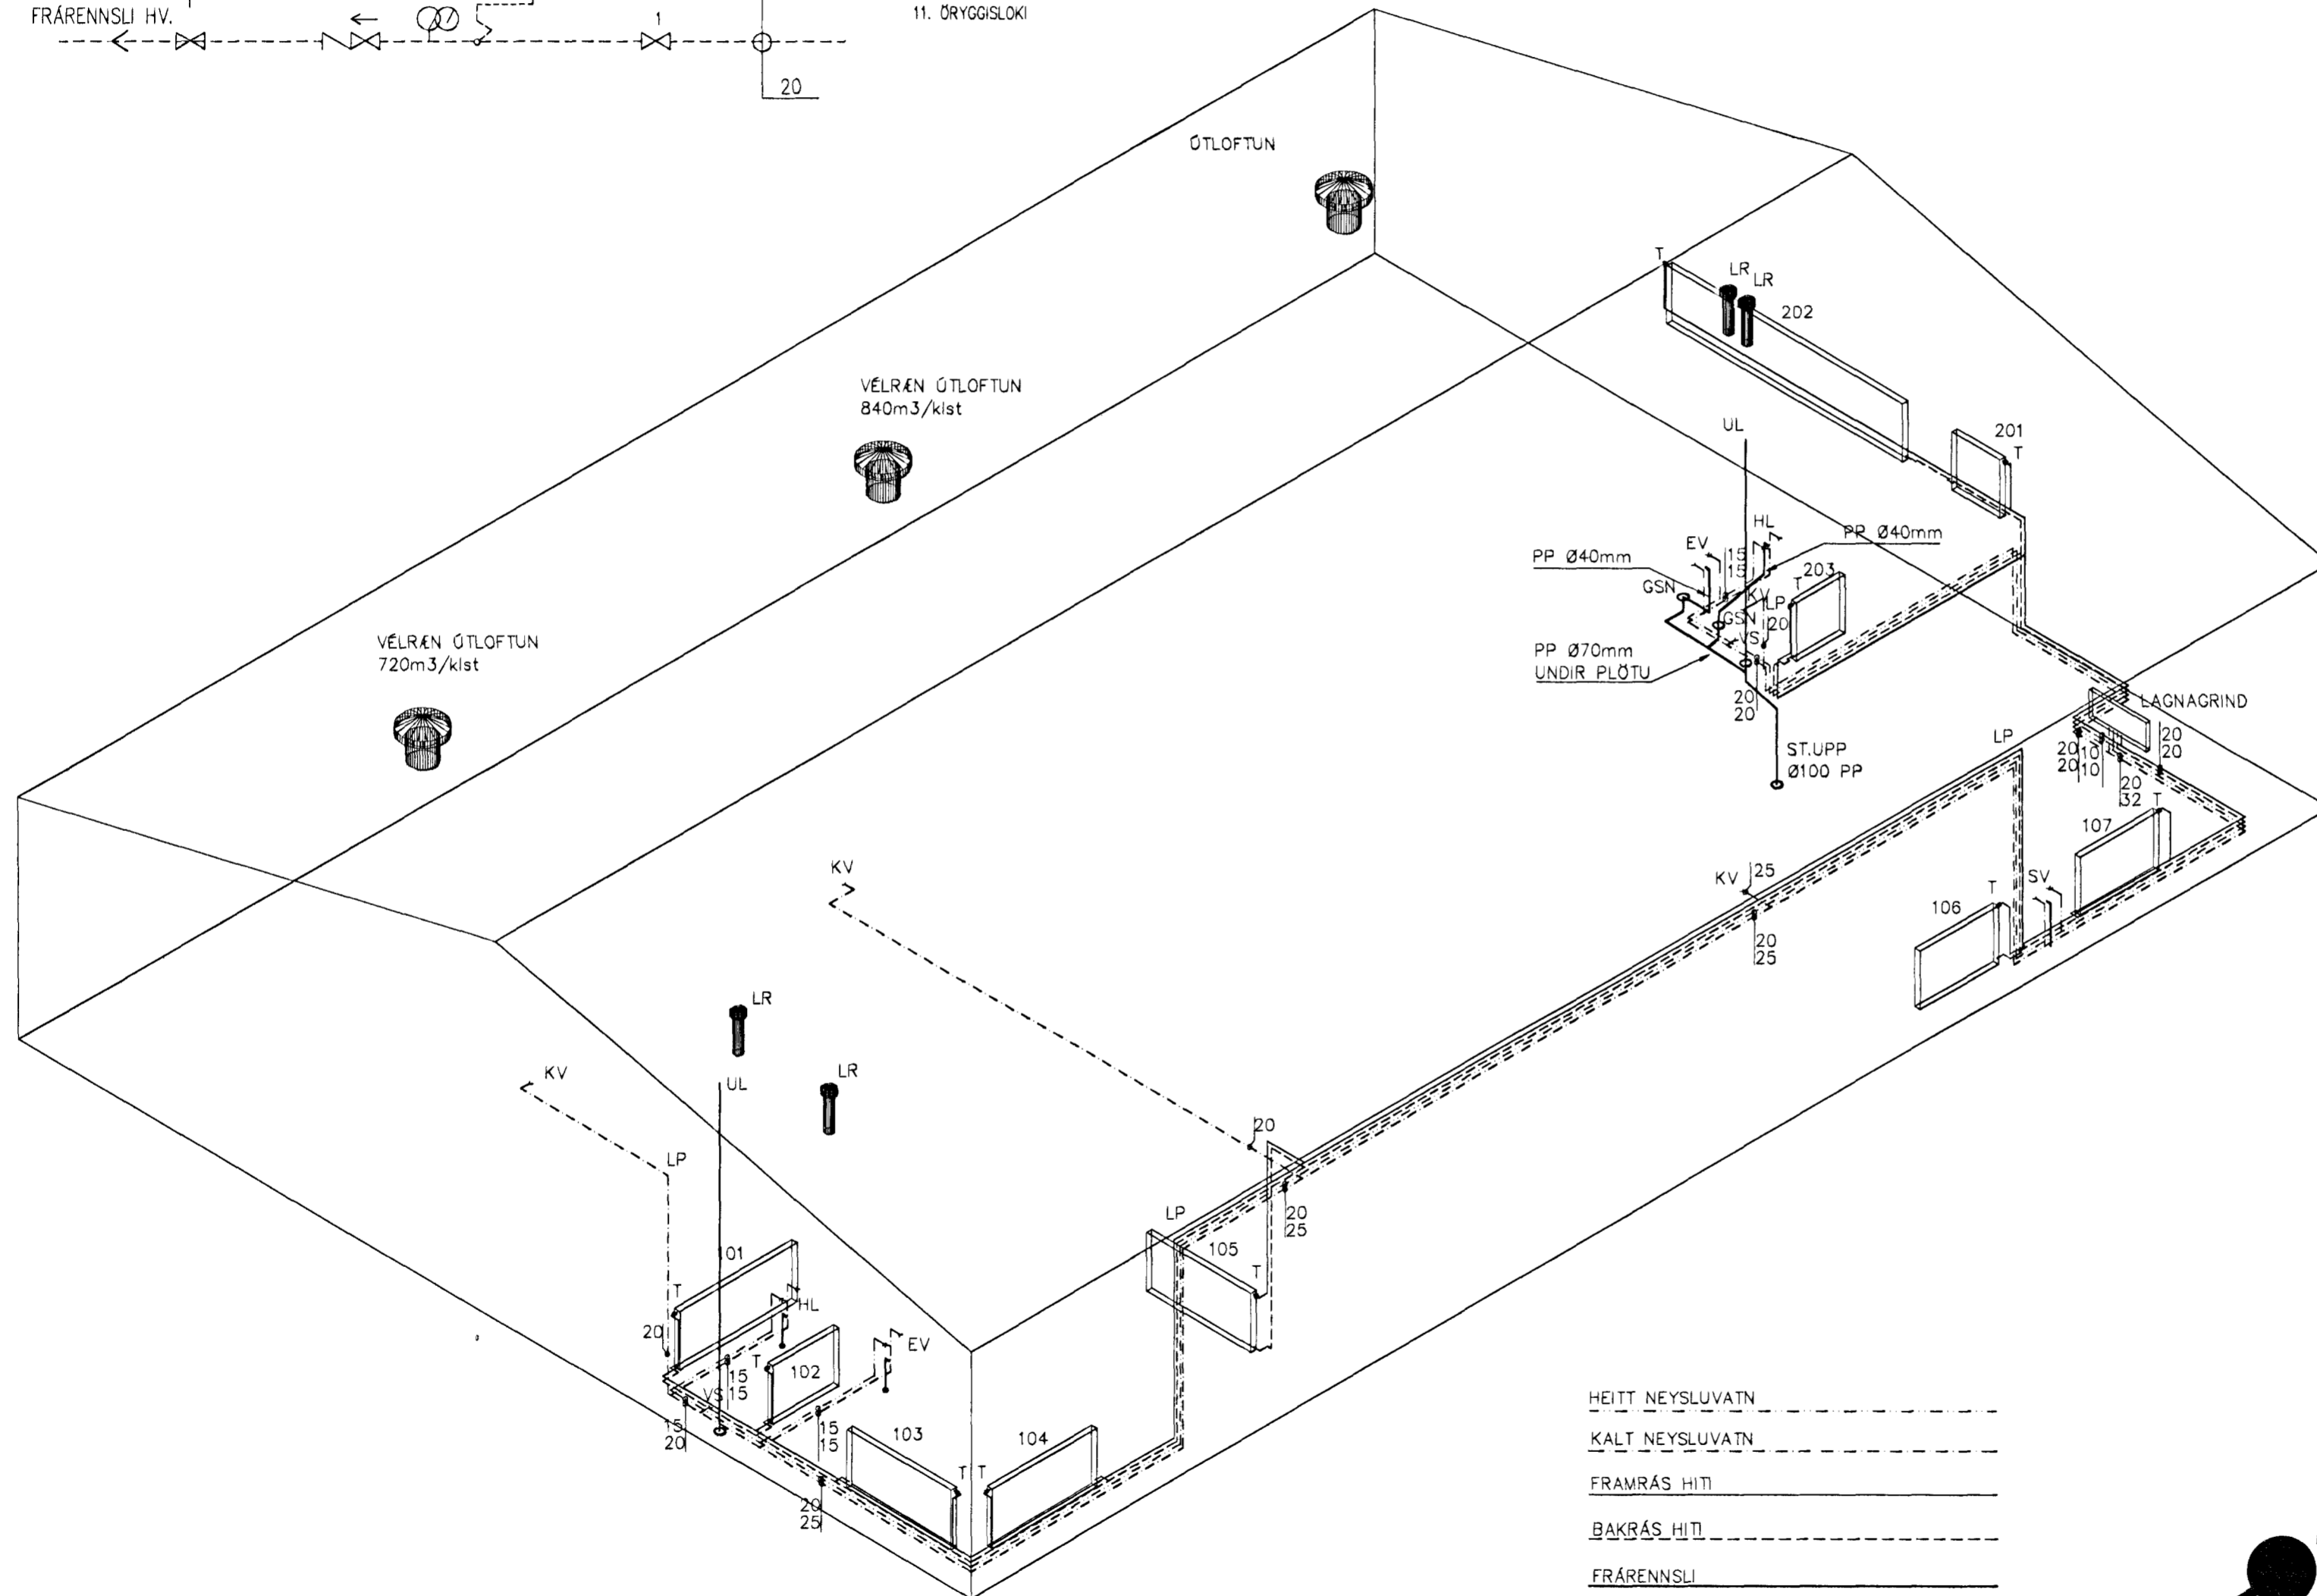 FRÁRENNSLI HV.
1
11. ÖRYGGISLOKI
20
ÚTLOFTUN
T
LR
LR
202
VÉLRÆN ÚTLOFTUN
840m3/klst
UL
201
T
HL
PP Ø40mm
EV
15
15
PP Ø40mm
GSN
T
203
KV
LP
GSN
20
VS
VÉLRÆN ÚTLOFTUN
720m3/klst
PP Ø70mm
UNDIR PLÖTU
20
20
LAGNAGRIND
LP
20
20
10
10
20
20
20
32
ST.UPP
Ø100 PP
T
107
KV
KV
25
SV
T
106
20
25
LR
KV
UL
LR
20
LP
LP
20
25
105
T
101
T
HL
20
EV
T
102
15
15
VS
15
20
15
15
103
104
T
T
20
25
HEITT NEYSLUVATN
KALT NEYSLUVATN
FRAMRÁS HITI
BAKRÁS HITI
FRÁRENNSLI